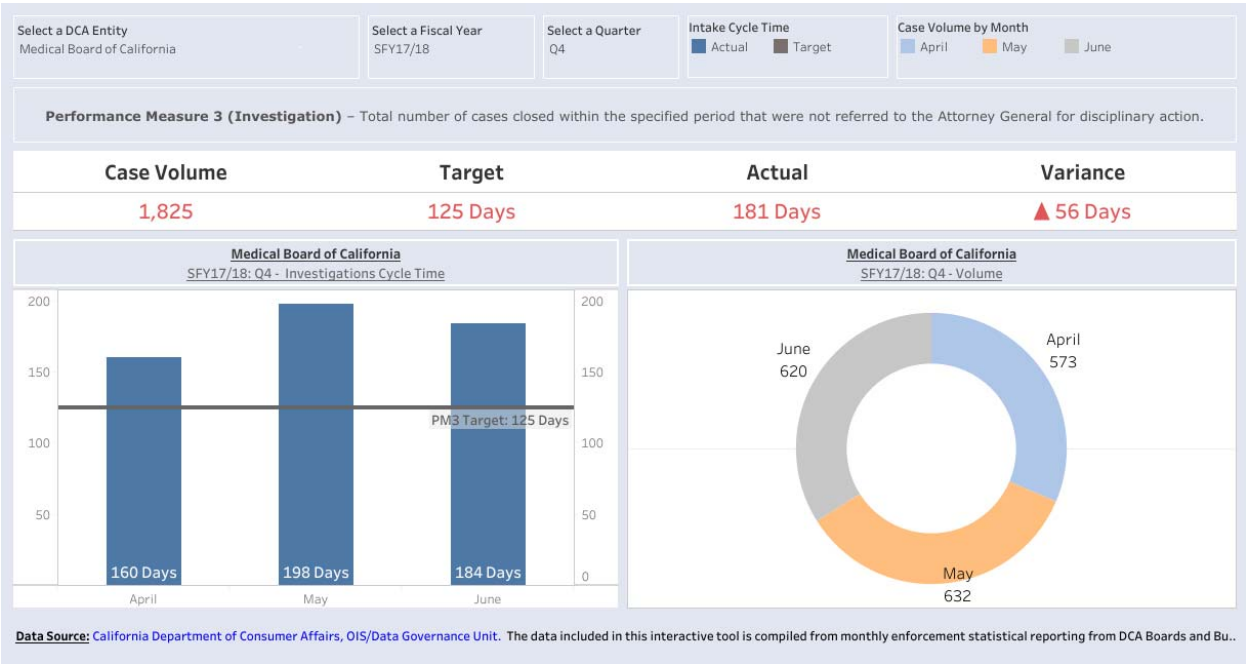 Select a DCA Entity
Medical Board of California
Select a Fiscal Year
SFY17/18
Select a Quarter
Q4
Intake Cycle Time
Actual
Target
Case Volume by Month
April
May
June
Performance Measure 3 (Investigation) – Total number of cases closed within the specified period that were not referred to the Attorney General for disciplinary action.
Case Volume
Target
Actual
Variance
1,825
125 Days
181 Days
▲ 56 Days
Medical Board of California
SFY17/18: Q4 - Investigations Cycle Time
200
150
100
50
200
150
100
50
0
PM3 Target: 125 Days
160 Days
198 Days
184 Days
April
May
June
Medical Board of California
SFY17/18: Q4 - Volume
June
620
April
573
May
632
Data Source: California Department of Consumer Affairs, OIS/Data Governance Unit. The data included in this interactive tool is compiled from monthly enforcement statistical reporting from DCA Boards and Bu..